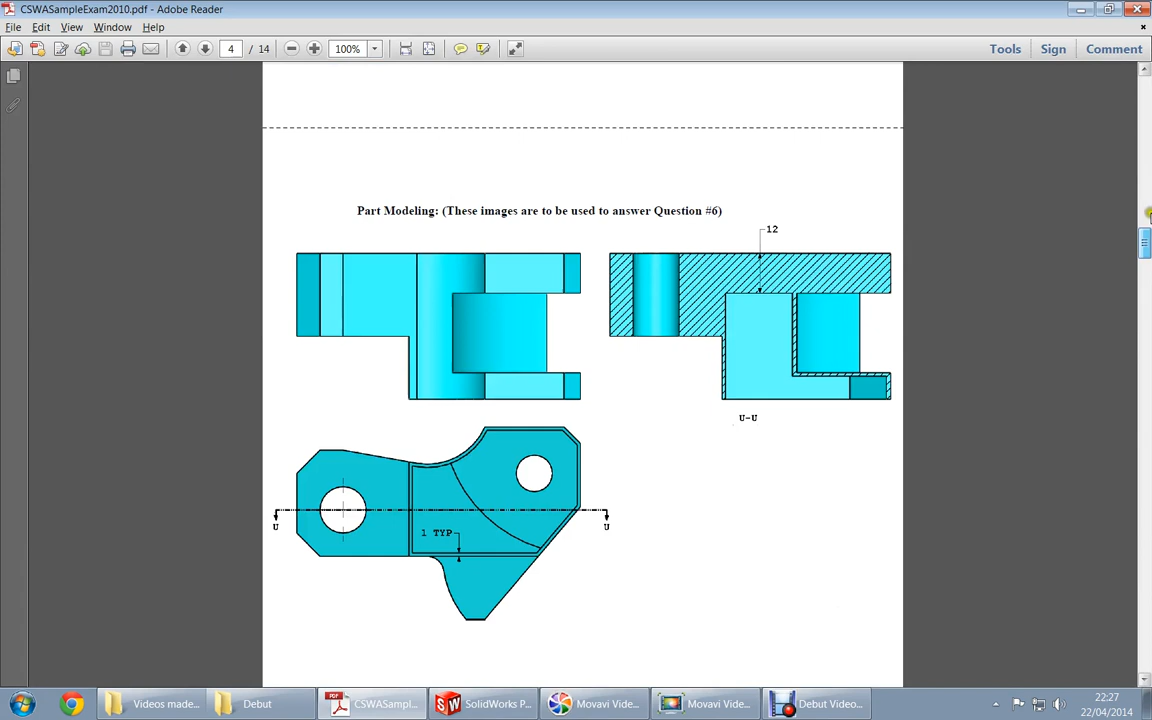 CSWASampleExam2010.pdf - Adobe Reader
File Edit View Window Help
4 / 14 100% Tools Sign Comment
Part Modeling: (These images are to be used to answer Question #6)
12
U-U
U U
1 TYP
Videos made... Debut CSWASampl... SolidWorks P... Movavi Vide... Movavi Vide... Debut Video...
22:27
22/04/2014